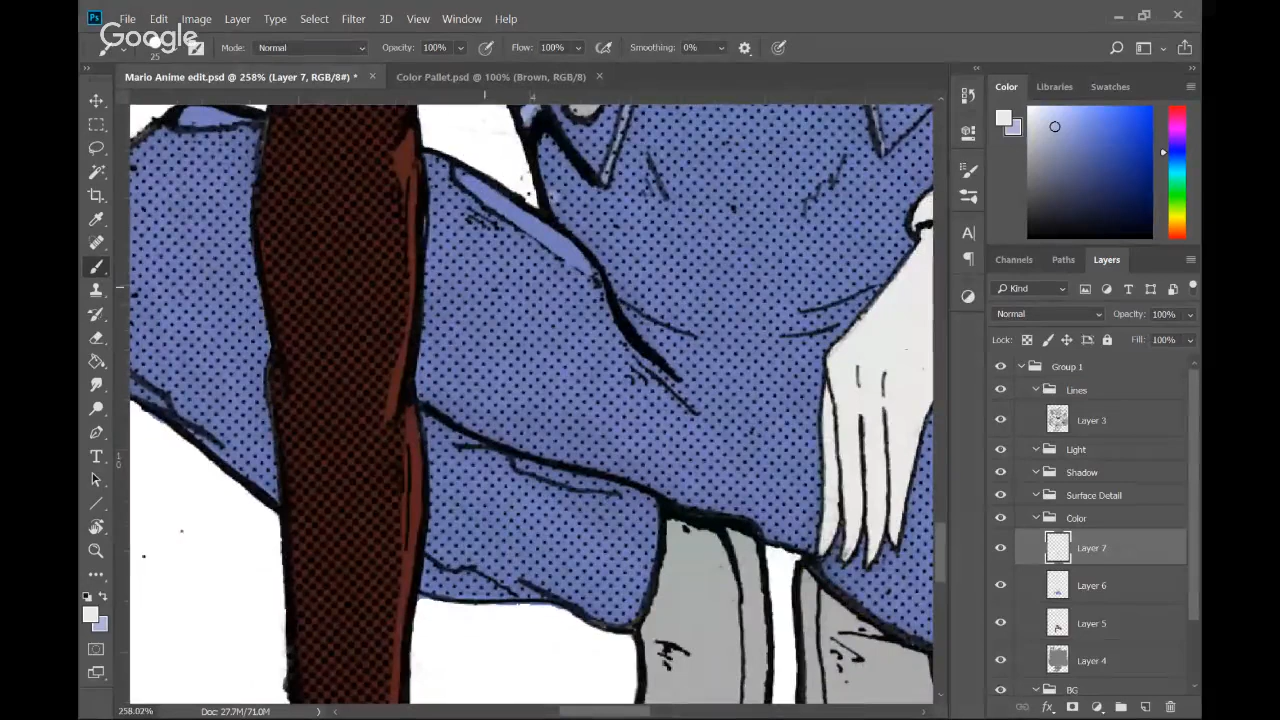 Ps File Edit Image Layer Type Select Filter 3D View Window Help
Google
25 Mode: Normal Opacity: 100% Flow: 100% Smoothing: 0%
Mario Anime edit.psd @ 258% (Layer 7, RGB/8#) * Color Pallet.psd @ 100% (Brown, RGB/8)
Color Libraries Swatches
Channels Paths Layers
Kind
Normal Opacity: 100%
Lock: Fill: 100%
Group 1
Lines
Layer 3
Light
Shadow
Surface Detail
Color
Layer 7
Layer 6
Layer 5
Layer 4
BG
258.02% Doc: 27.7M/71.0M